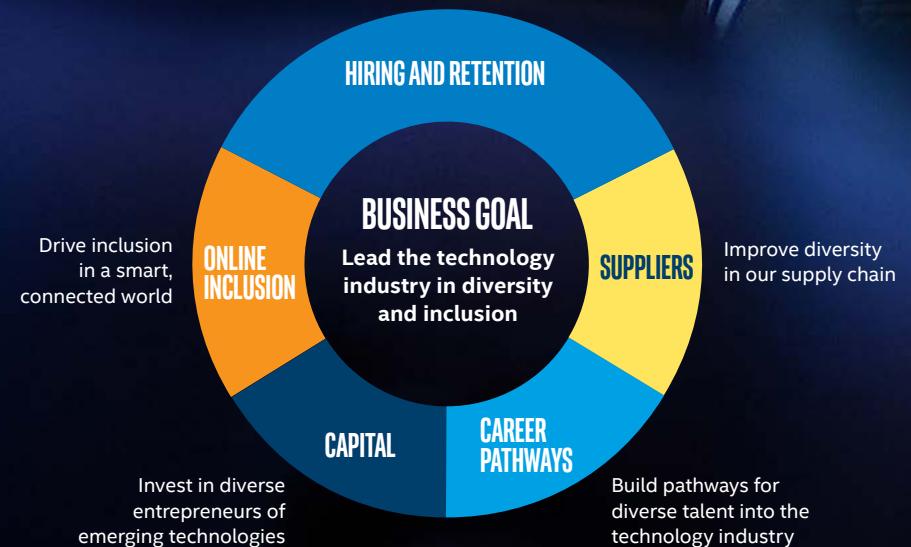 HIRING AND RETENTION
BUSINESS GOAL
Lead the technology
industry in diversity
and inclusion
Drive inclusion
in a smart,
connected world
ONLINE
INCLUSION
SUPPLIERS
Improve diversity
in our supply chain
CAPITAL
CAREER
PATHWAYS
Invest in diverse
entrepreneurs of
emerging technologies
Build pathways for
diverse talent into the
technology industry